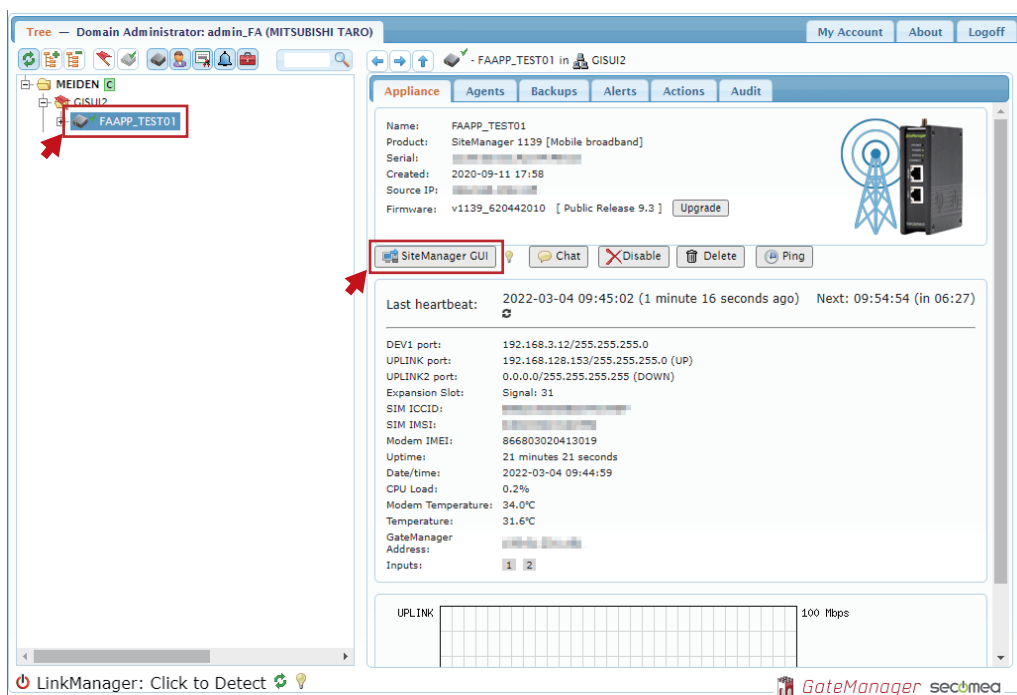 Tree — Domain Administrator: admin_FA (MITSUBISHI TARO)
My Account About Logoff
- FAAPP_TEST01 in GISUI2
MEIDEN C
GISUI2
FAAPP_TEST01
Appliance Agents Backups Alerts Actions Audit
Name: FAAPP_TEST01
Product: SiteManager 1139 [Mobile broadband]
Serial:
Created: 2020-09-11 17:58
Source IP:
Firmware: v1139_620442010 [ Public Release 9.3 ] Upgrade
SiteManager GUI Chat Disable Delete Ping
Last heartbeat: 2022-03-04 09:45:02 (1 minute 16 seconds ago) Next: 09:54:54 (in 06:27)
DEV1 port: 192.168.3.12/255.255.255.0
UPLINK port: 192.168.128.153/255.255.255.0 (UP)
UPLINK2 port: 0.0.0.0/255.255.255.255 (DOWN)
Expansion Slot: Signal: 31
SIM ICCID:
SIM IMSI:
Modem IMEI: 866803020413019
Uptime: 21 minutes 21 seconds
Date/time: 2022-03-04 09:44:59
CPU Load: 0.2%
Modem Temperature: 34.0°C
Temperature: 31.6°C
GateManager
Address:
Inputs: 1 2
UPLINK 100 Mbps
LinkManager: Click to Detect
GateManager secomea